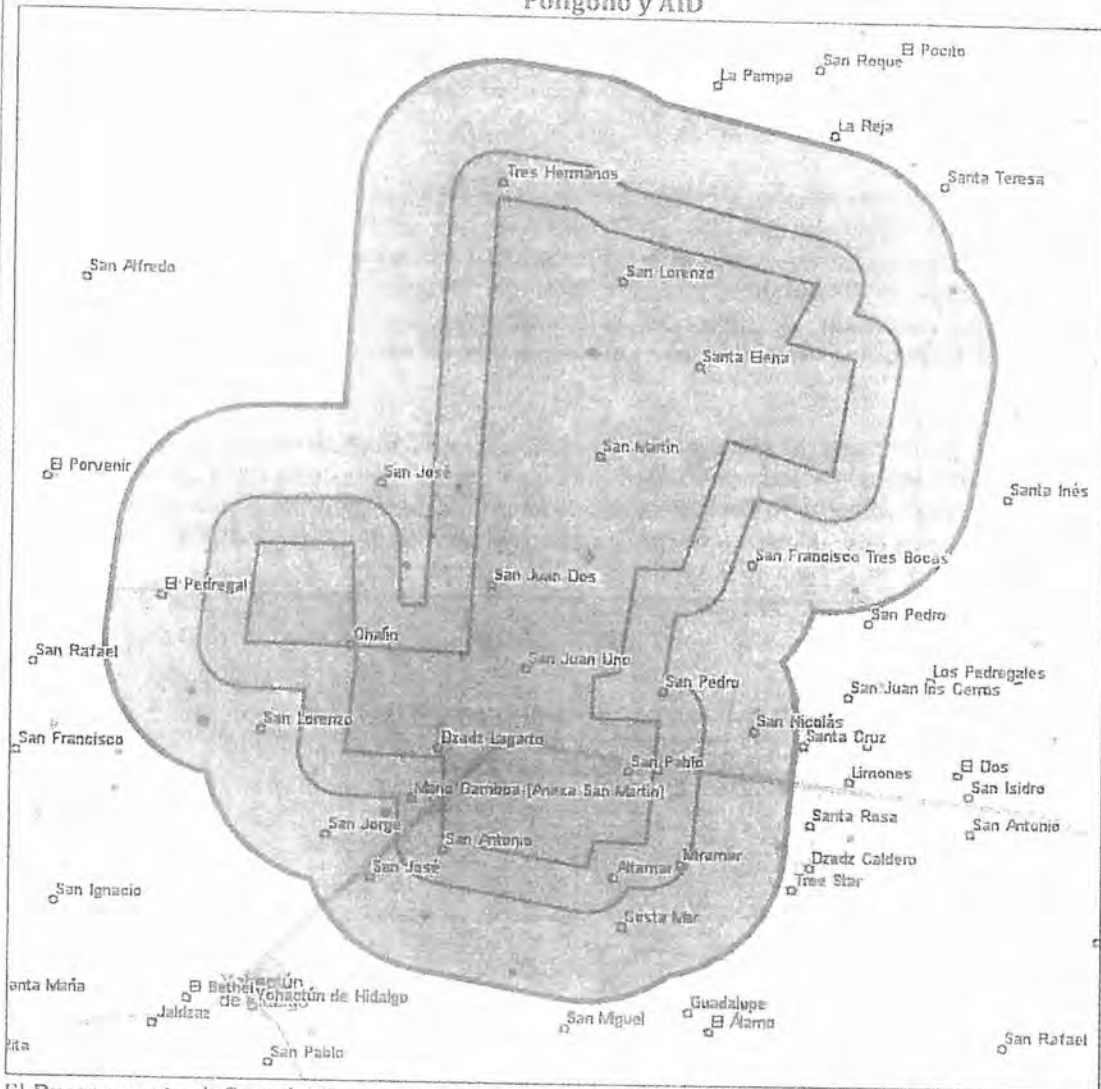 Polígono y AID
El Pocito
San Roque
La Pampa
La Reja
Santa Teresa
Tres Hermanos
San Alfredo
San Lorenzo
Santa Elena
San Martín
El Porvenir
San José
Santa Inés
San Francisco Tres Bocas
San Juan Dos
El Pedregal
San Pedro
San Rafael
San Juan Uno
Los Pedregales
San Pedro
San Juan los Cerros
San Lorenzo
San Nicolás
San Francisco
Dzadz Lagarto
Santa Cruz
San Pablo
Limones
El Dos
San Isidro
Mario Gamboa [Anexa San Martín]
San Jorge
Santa Rosa
San Antonio
San Antonio
Miramar
Dzadz Caldero
San José
Altamar
Tree Star
San Ignacio
Gesta Mar
anta María
El Bethel
Yohactún de Hidalgo
Guadalupe
Jaldzaz
San Miguel
El Álamo
San Rafael
Rita
San Pablo